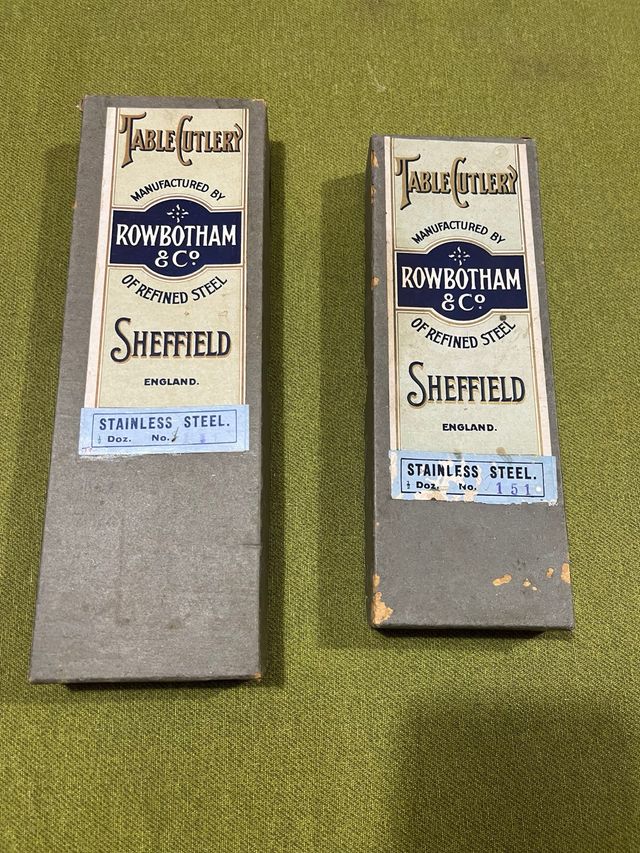 TABLE CUTLERY
MANUFACTURED BY
ROWBOTHAM
& Co
OF REFINED STEEL
SHEFFIELD
ENGLAND.
STAINLESS STEEL.
½ Doz. No.
TABLE CUTLERY
MANUFACTURED BY
ROWBOTHAM
& Co
OF REFINED STEEL
SHEFFIELD
ENGLAND.
STAINLESS STEEL.
½ Doz. No. 151